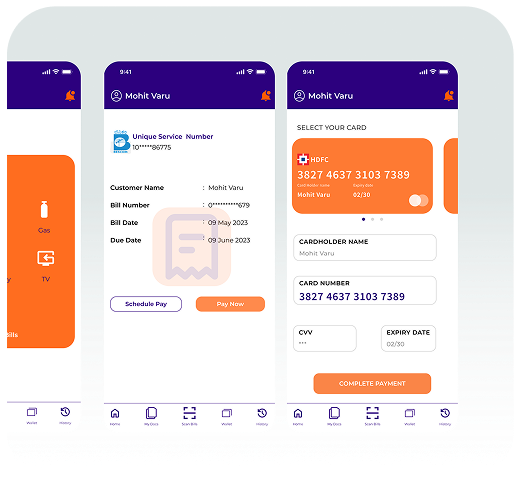 Gas
y
TV
Bills
Wallet
History
9:41
Mohit Varu
BESCOM
Unique Service Number
10*****86775
Customer Name : Mohit Varu
Bill Number : 0**********679
Bill Date : 09 May 2023
Due Date : 09 June 2023
Schedule Pay
Pay Now
Home
My Docs
Scan Bills
Wallet
History
9:41
Mohit Varu
SELECT YOUR CARD
HDFC
3827 4637 3103 7389
Card Holder name
Expiry date
Mohit Varu
02/30
CARDHOLDER NAME
Mohit Varu
CARD NUMBER
3827 4637 3103 7389
CVV
***
EXPIRY DATE
02/30
COMPLETE PAYMENT
Home
My Docs
Scan Bills
Wallet
History